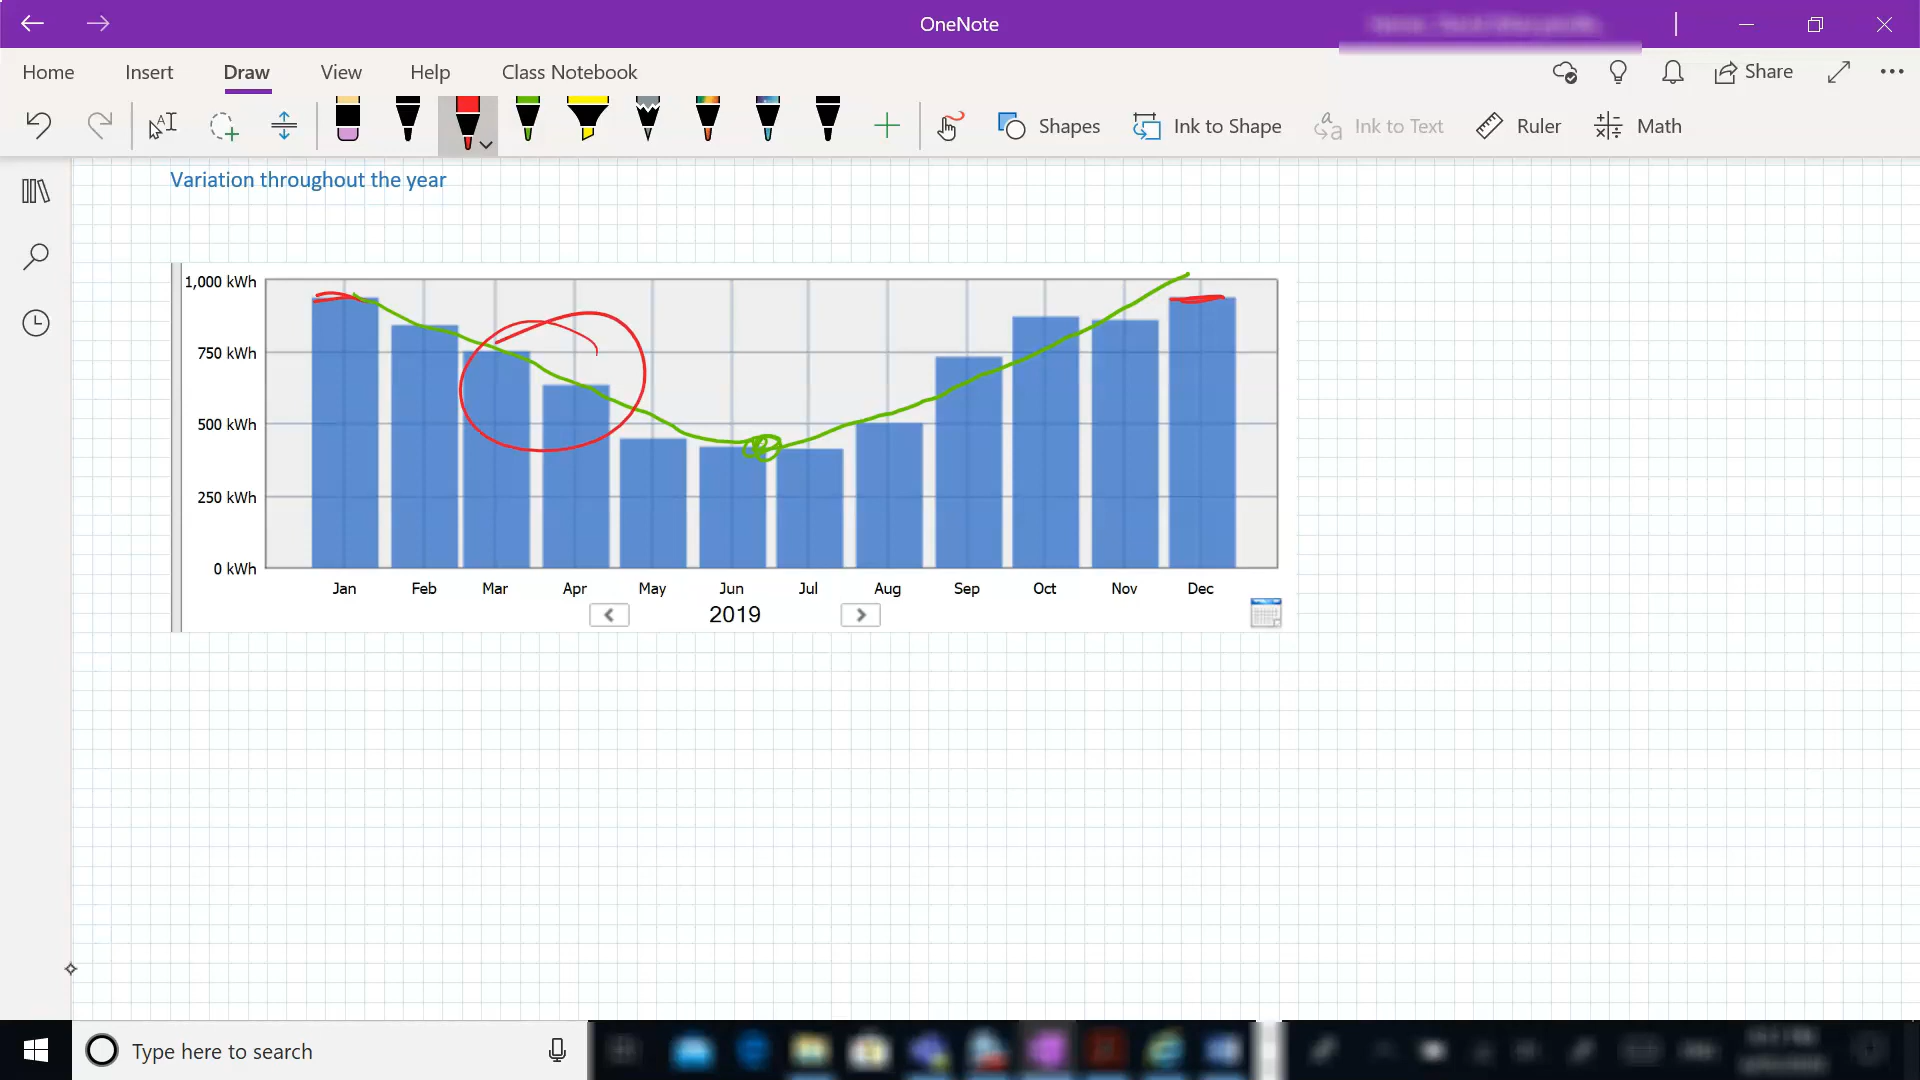 OneNote
Home Insert Draw View Help Class Notebook Share
Shapes Ink to Shape Ink to Text Ruler Math
Variation throughout the year
1,000 kWh
750 kWh
500 kWh
250 kWh
0 kWh
Jan Feb Mar Apr May Jun Jul Aug Sep Oct Nov Dec
2019
Type here to search